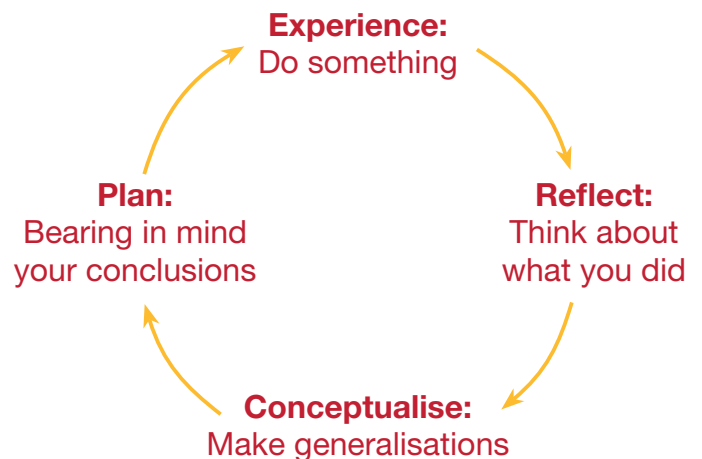 Experience:
Do something
Reflect:
Think about
what you did
Conceptualise:
Make generalisations
Plan:
Bearing in mind
your conclusions